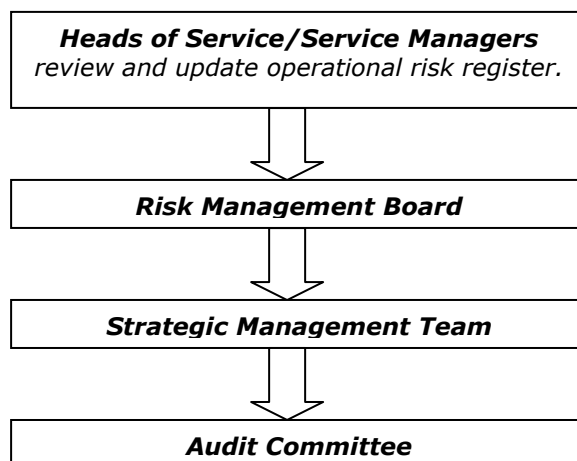 Heads of Service/Service Managers
review and update operational risk register.
Risk Management Board
Strategic Management Team
Audit Committee